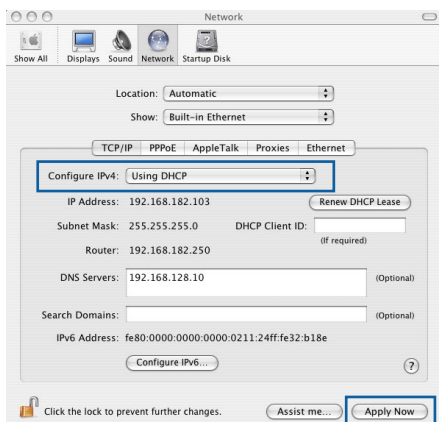 Network
Show All Displays Sound Network Startup Disk
Location: Automatic
Show: Built-in Ethernet
TCP/IP PPPoE AppleTalk Proxies Ethernet
Configure IPv4: Using DHCP
IP Address: 192.168.182.103 Renew DHCP Lease
Subnet Mask: 255.255.255.0 DHCP Client ID:
(If required)
Router: 192.168.182.250
DNS Servers: 192.168.128.10 (Optional)
Search Domains: (Optional)
IPv6 Address: fe80:0000:0000:0000:0211:24ff:fe32:b18e
Configure IPv6... ?
Click the lock to prevent further changes. Assist me... Apply Now